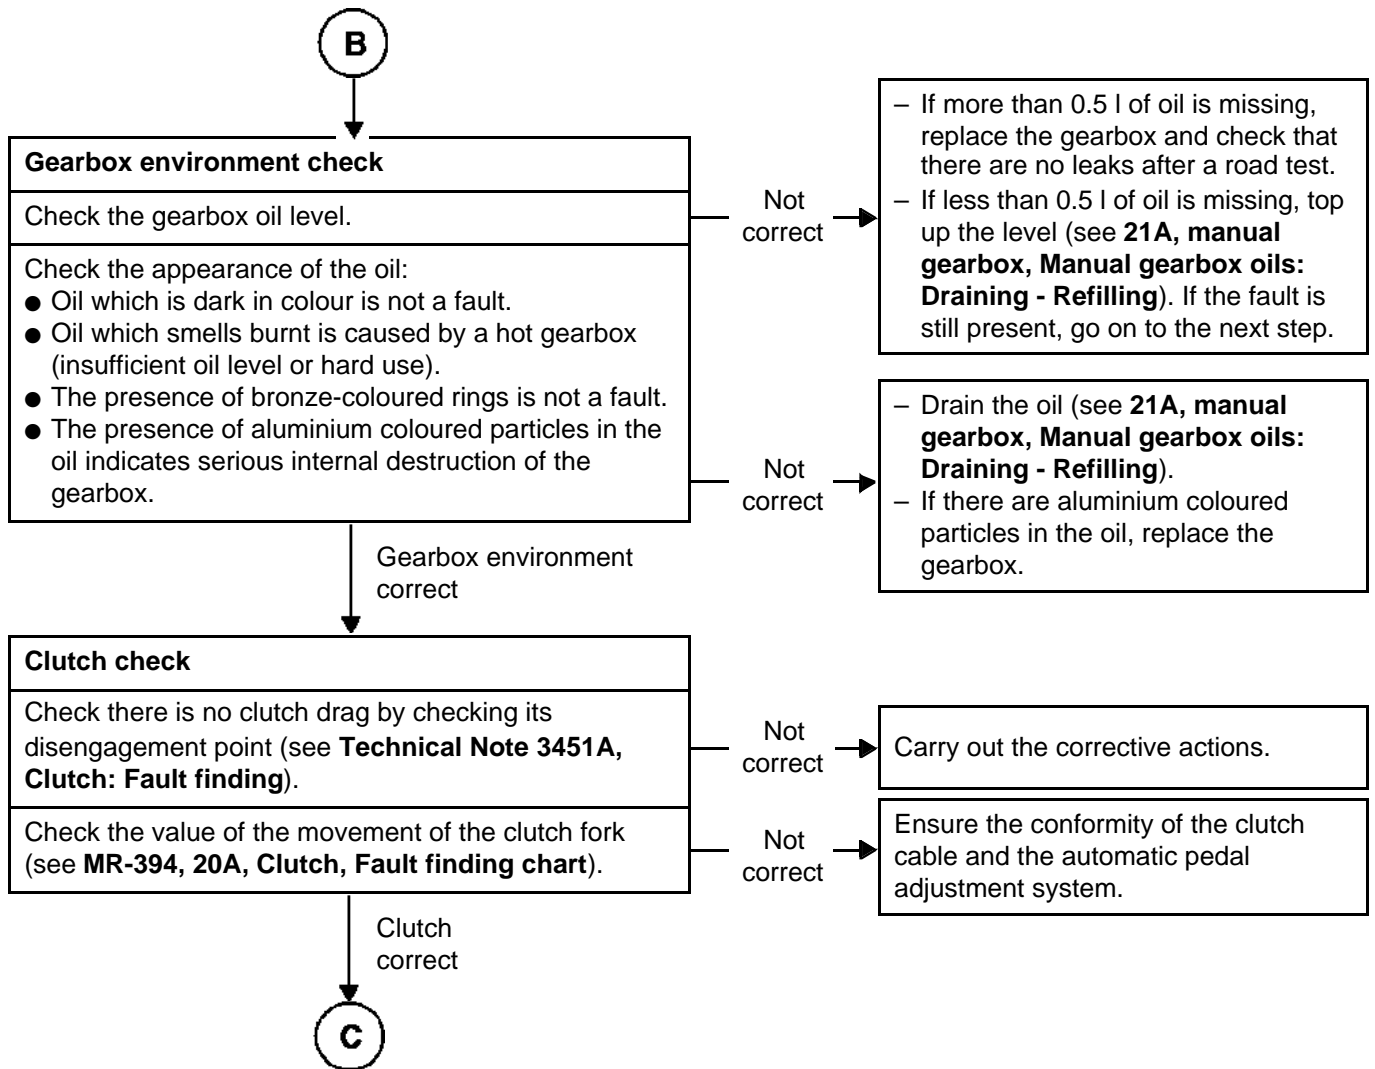 B
Gearbox environment check
Check the gearbox oil level.
Not
correct
– If more than 0.5 l of oil is missing,
replace the gearbox and check that
there are no leaks after a road test.
– If less than 0.5 l of oil is missing, top
up the level (see 21A, manual
gearbox, Manual gearbox oils:
Draining - Refilling). If the fault is
still present, go on to the next step.
Check the appearance of the oil:
● Oil which is dark in colour is not a fault.
● Oil which smells burnt is caused by a hot gearbox
(insufficient oil level or hard use).
● The presence of bronze-coloured rings is not a fault.
● The presence of aluminium coloured particles in the
oil indicates serious internal destruction of the
gearbox.
Not
correct
– Drain the oil (see 21A, manual
gearbox, Manual gearbox oils:
Draining - Refilling).
– If there are aluminium coloured
particles in the oil, replace the
gearbox.
Gearbox environment
correct
Clutch check
Check there is no clutch drag by checking its
disengagement point (see Technical Note 3451A,
Clutch: Fault finding).
Not
correct
Carry out the corrective actions.
Check the value of the movement of the clutch fork
(see MR-394, 20A, Clutch, Fault finding chart).
Not
correct
Ensure the conformity of the clutch
cable and the automatic pedal
adjustment system.
Clutch
correct
C